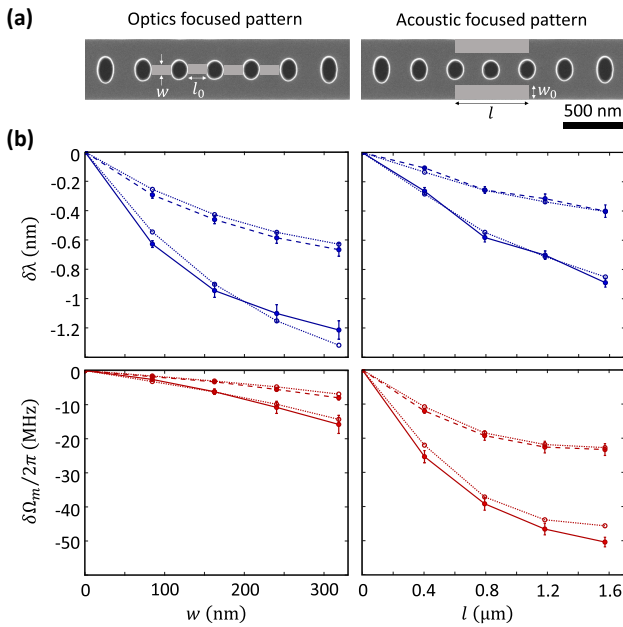 (a)
Optics focused pattern
Acoustic focused pattern
w
l₀
l
w₀
500 nm
(b)
0
-0.2
-0.4
-0.6
-0.8
-1
-1.2
δλ (nm)
0
-10
-20
-30
-40
-50
δΩₘ/2π (MHz)
0 100 200 300
w (nm)
0 0.4 0.8 1.2 1.6
l (μm)